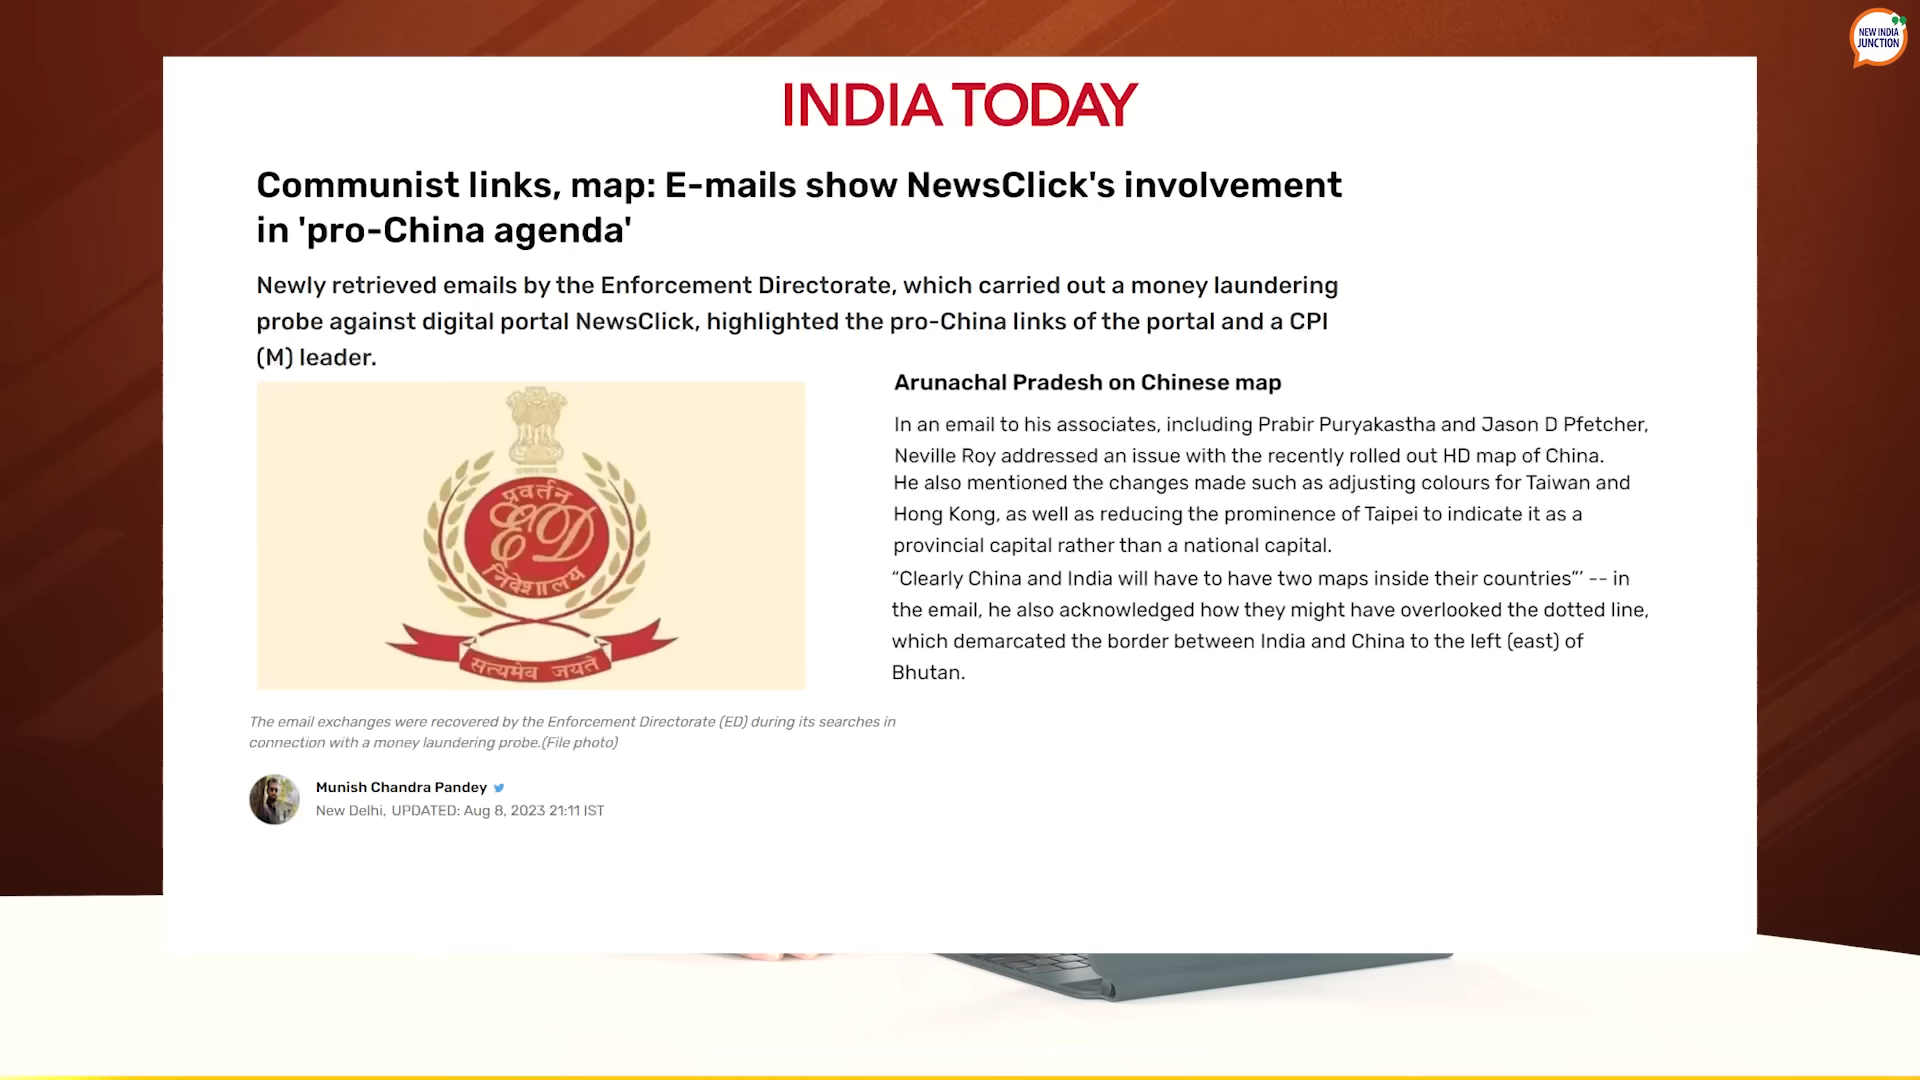 NEW INDIA
JUNCTION
INDIA TODAY
Communist links, map: E-mails show NewsClick's involvement
in 'pro-China agenda'
Newly retrieved emails by the Enforcement Directorate, which carried out a money laundering
probe against digital portal NewsClick, highlighted the pro-China links of the portal and a CPI
(M) leader.
प्रवर्तन
ED
निदेशालय
सत्यमेव जयते
The email exchanges were recovered by the Enforcement Directorate (ED) during its searches in
connection with a money laundering probe.(File photo)
Munish Chandra Pandey
New Delhi, UPDATED: Aug 8, 2023 21:11 IST
Arunachal Pradesh on Chinese map
In an email to his associates, including Prabir Puryakastha and Jason D Pfetcher,
Neville Roy addressed an issue with the recently rolled out HD map of China.
He also mentioned the changes made such as adjusting colours for Taiwan and
Hong Kong, as well as reducing the prominence of Taipei to indicate it as a
provincial capital rather than a national capital.
“Clearly China and India will have to have two maps inside their countries”’ -- in
the email, he also acknowledged how they might have overlooked the dotted line,
which demarcated the border between India and China to the left (east) of
Bhutan.